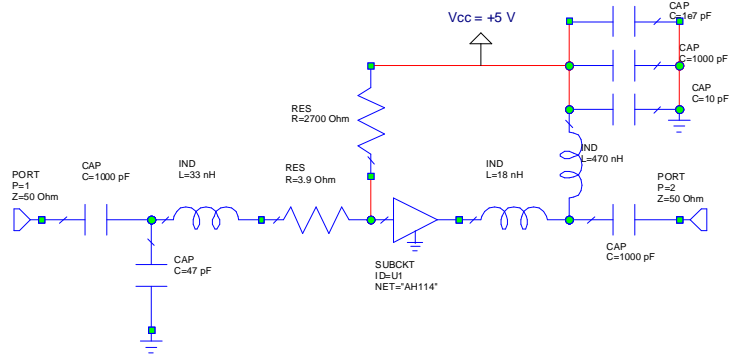 Vcc = +5 V
CAP
C=1e7 pF
CAP
C=1000 pF
CAP
C=10 pF
RES
R=2700 Ohm
IND
L=470 nH
PORT
P=1
Z=50 Ohm
CAP
C=1000 pF
IND
L=33 nH
RES
R=3.9 Ohm
IND
L=18 nH
PORT
P=2
Z=50 Ohm
CAP
C=47 pF
SUBCKT
ID=U1
NET="AH114"
CAP
C=1000 pF